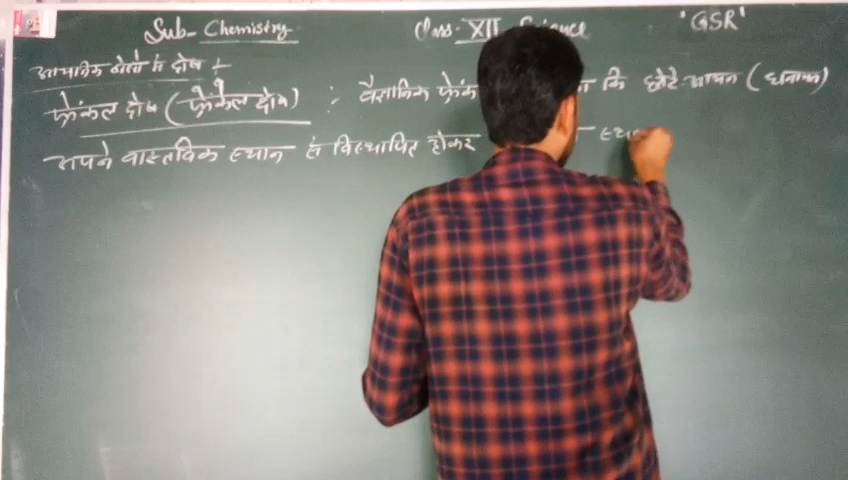 Sub- Chemistry Class- XII Science 'GSR'
आयनिक ठोसों में दोष :-
फ्रेंकल दोष (फ्रेंकेल दोष) : वैज्ञानिक फ्रेंक कि छोटे आयन (धनायन)
अपने वास्तविक स्थान से विस्थापित होकर स्था